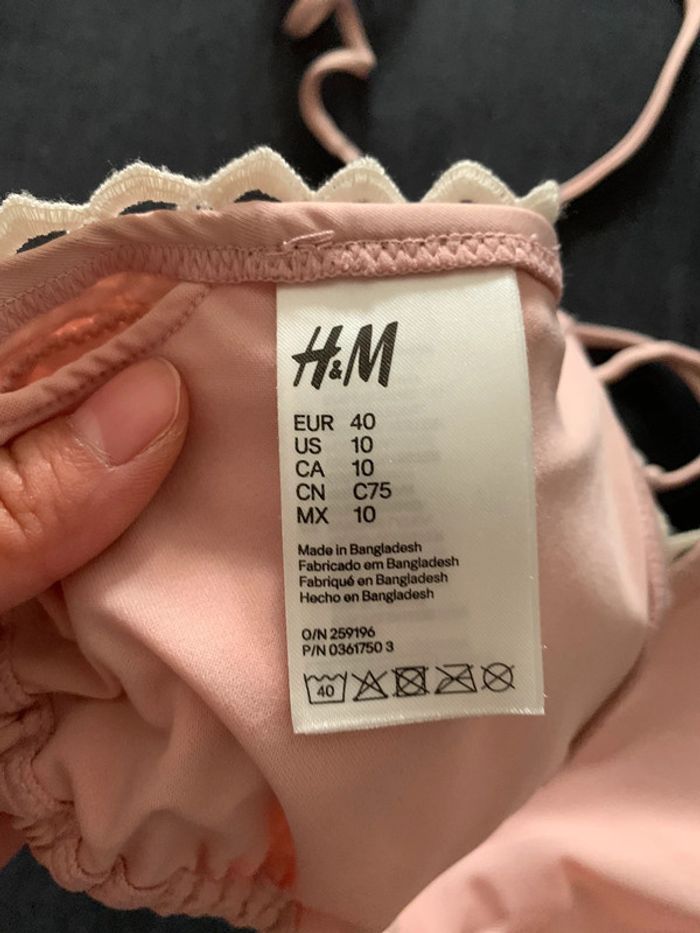 H&M
EUR 40
US 10
CA 10
CN C75
MX 10
Made in Bangladesh
Fabricado em Bangladesh
Fabriqué en Bangladesh
Hecho en Bangladesh
O/N 259196
P/N 0361750 3
40